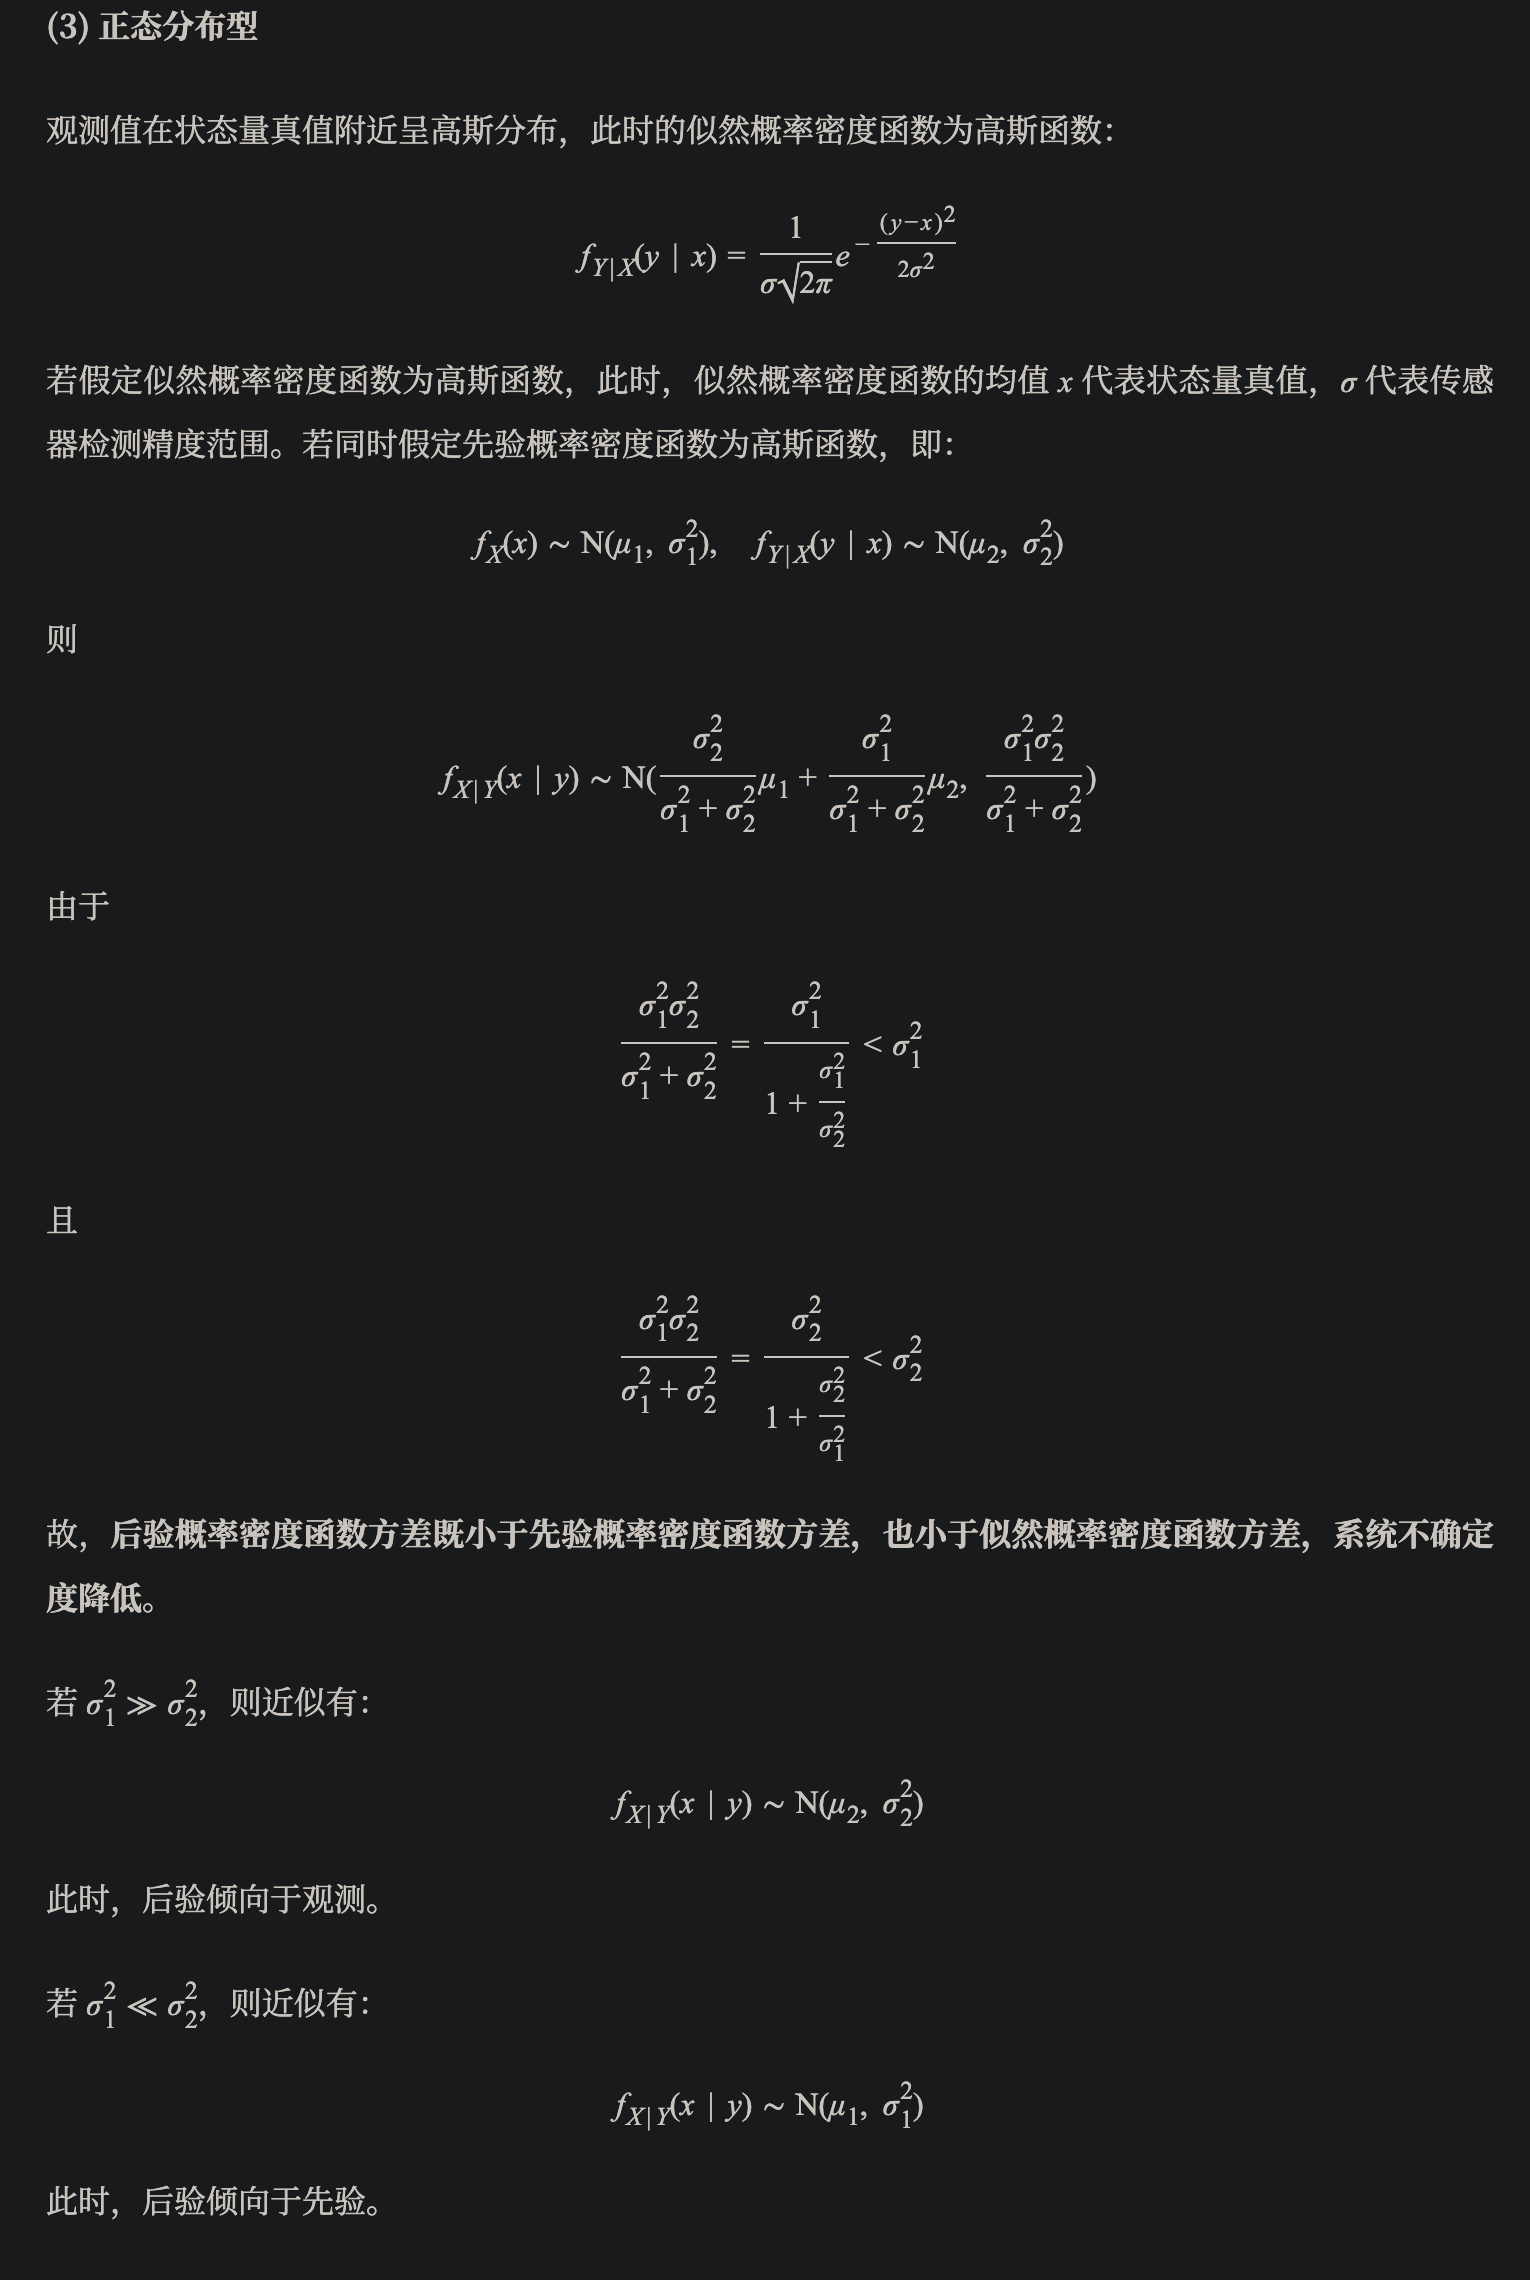 (3) 正态分布型
观测值在状态量真值附近呈高斯分布，此时的似然概率密度函数为高斯函数：
$f_{Y|X}(y \mid x) = \frac{1}{\sigma\sqrt{2\pi}} e^{-\frac{(y-x)^2}{2\sigma^2}}$
若假定似然概率密度函数为高斯函数，此时，似然概率密度函数的均值 $x$ 代表状态量真值，$\sigma$ 代表传感
器检测精度范围。若同时假定先验概率密度函数为高斯函数，即：
$f_X(x) \sim \mathrm{N}(\mu_1, \sigma_1^2), \quad f_{Y|X}(y \mid x) \sim \mathrm{N}(\mu_2, \sigma_2^2)$
则
$f_{X|Y}(x \mid y) \sim \mathrm{N}(\frac{\sigma_2^2}{\sigma_1^2 + \sigma_2^2}\mu_1 + \frac{\sigma_1^2}{\sigma_1^2 + \sigma_2^2}\mu_2, \frac{\sigma_1^2\sigma_2^2}{\sigma_1^2 + \sigma_2^2})$
由于
$\frac{\sigma_1^2\sigma_2^2}{\sigma_1^2 + \sigma_2^2} = \frac{\sigma_1^2}{1 + \frac{\sigma_1^2}{\sigma_2^2}} < \sigma_1^2$
且
$\frac{\sigma_1^2\sigma_2^2}{\sigma_1^2 + \sigma_2^2} = \frac{\sigma_2^2}{1 + \frac{\sigma_2^2}{\sigma_1^2}} < \sigma_2^2$
故，后验概率密度函数方差既小于先验概率密度函数方差，也小于似然概率密度函数方差，系统不确定
度降低。
若 $\sigma_1^2 \gg \sigma_2^2$，则近似有：
$f_{X|Y}(x \mid y) \sim \mathrm{N}(\mu_2, \sigma_2^2)$
此时，后验倾向于观测。
若 $\sigma_1^2 \ll \sigma_2^2$，则近似有：
$f_{X|Y}(x \mid y) \sim \mathrm{N}(\mu_1, \sigma_1^2)$
此时，后验倾向于先验。